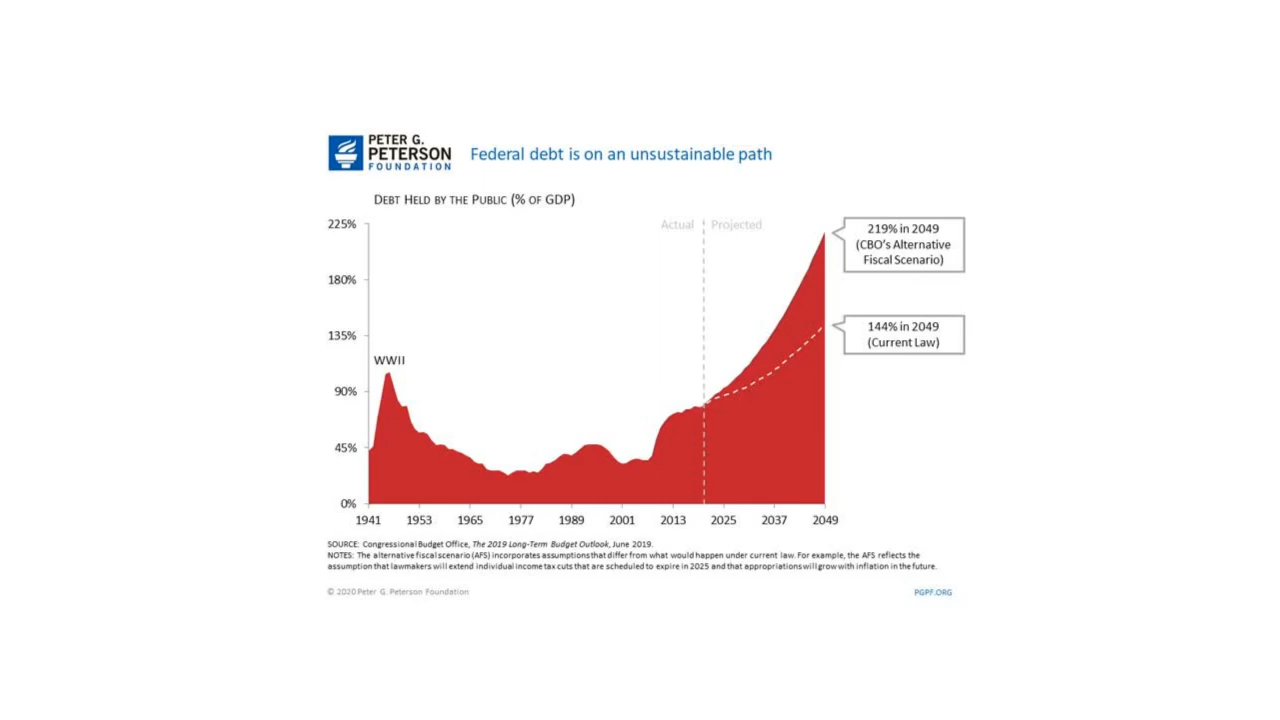 PETER G.
PETERSON
FOUNDATION
Federal debt is on an unsustainable path
DEBT HELD BY THE PUBLIC (% OF GDP)
225%
180%
135%
90%
45%
0%
Actual
Projected
WWII
219% in 2049
(CBO's Alternative
Fiscal Scenario)
144% in 2049
(Current Law)
1941
1953
1965
1977
1989
2001
2013
2025
2037
2049
SOURCE: Congressional Budget Office, The 2019 Long-Term Budget Outlook, June 2019.
NOTES: The alternative fiscal scenario (AFS) incorporates assumptions that differ from what would happen under current law. For example, the AFS reflects the
assumption that lawmakers will extend individual income tax cuts that are scheduled to expire in 2025 and that appropriations will grow with inflation in the future.
© 2020 Peter G. Peterson Foundation
PGPF.ORG